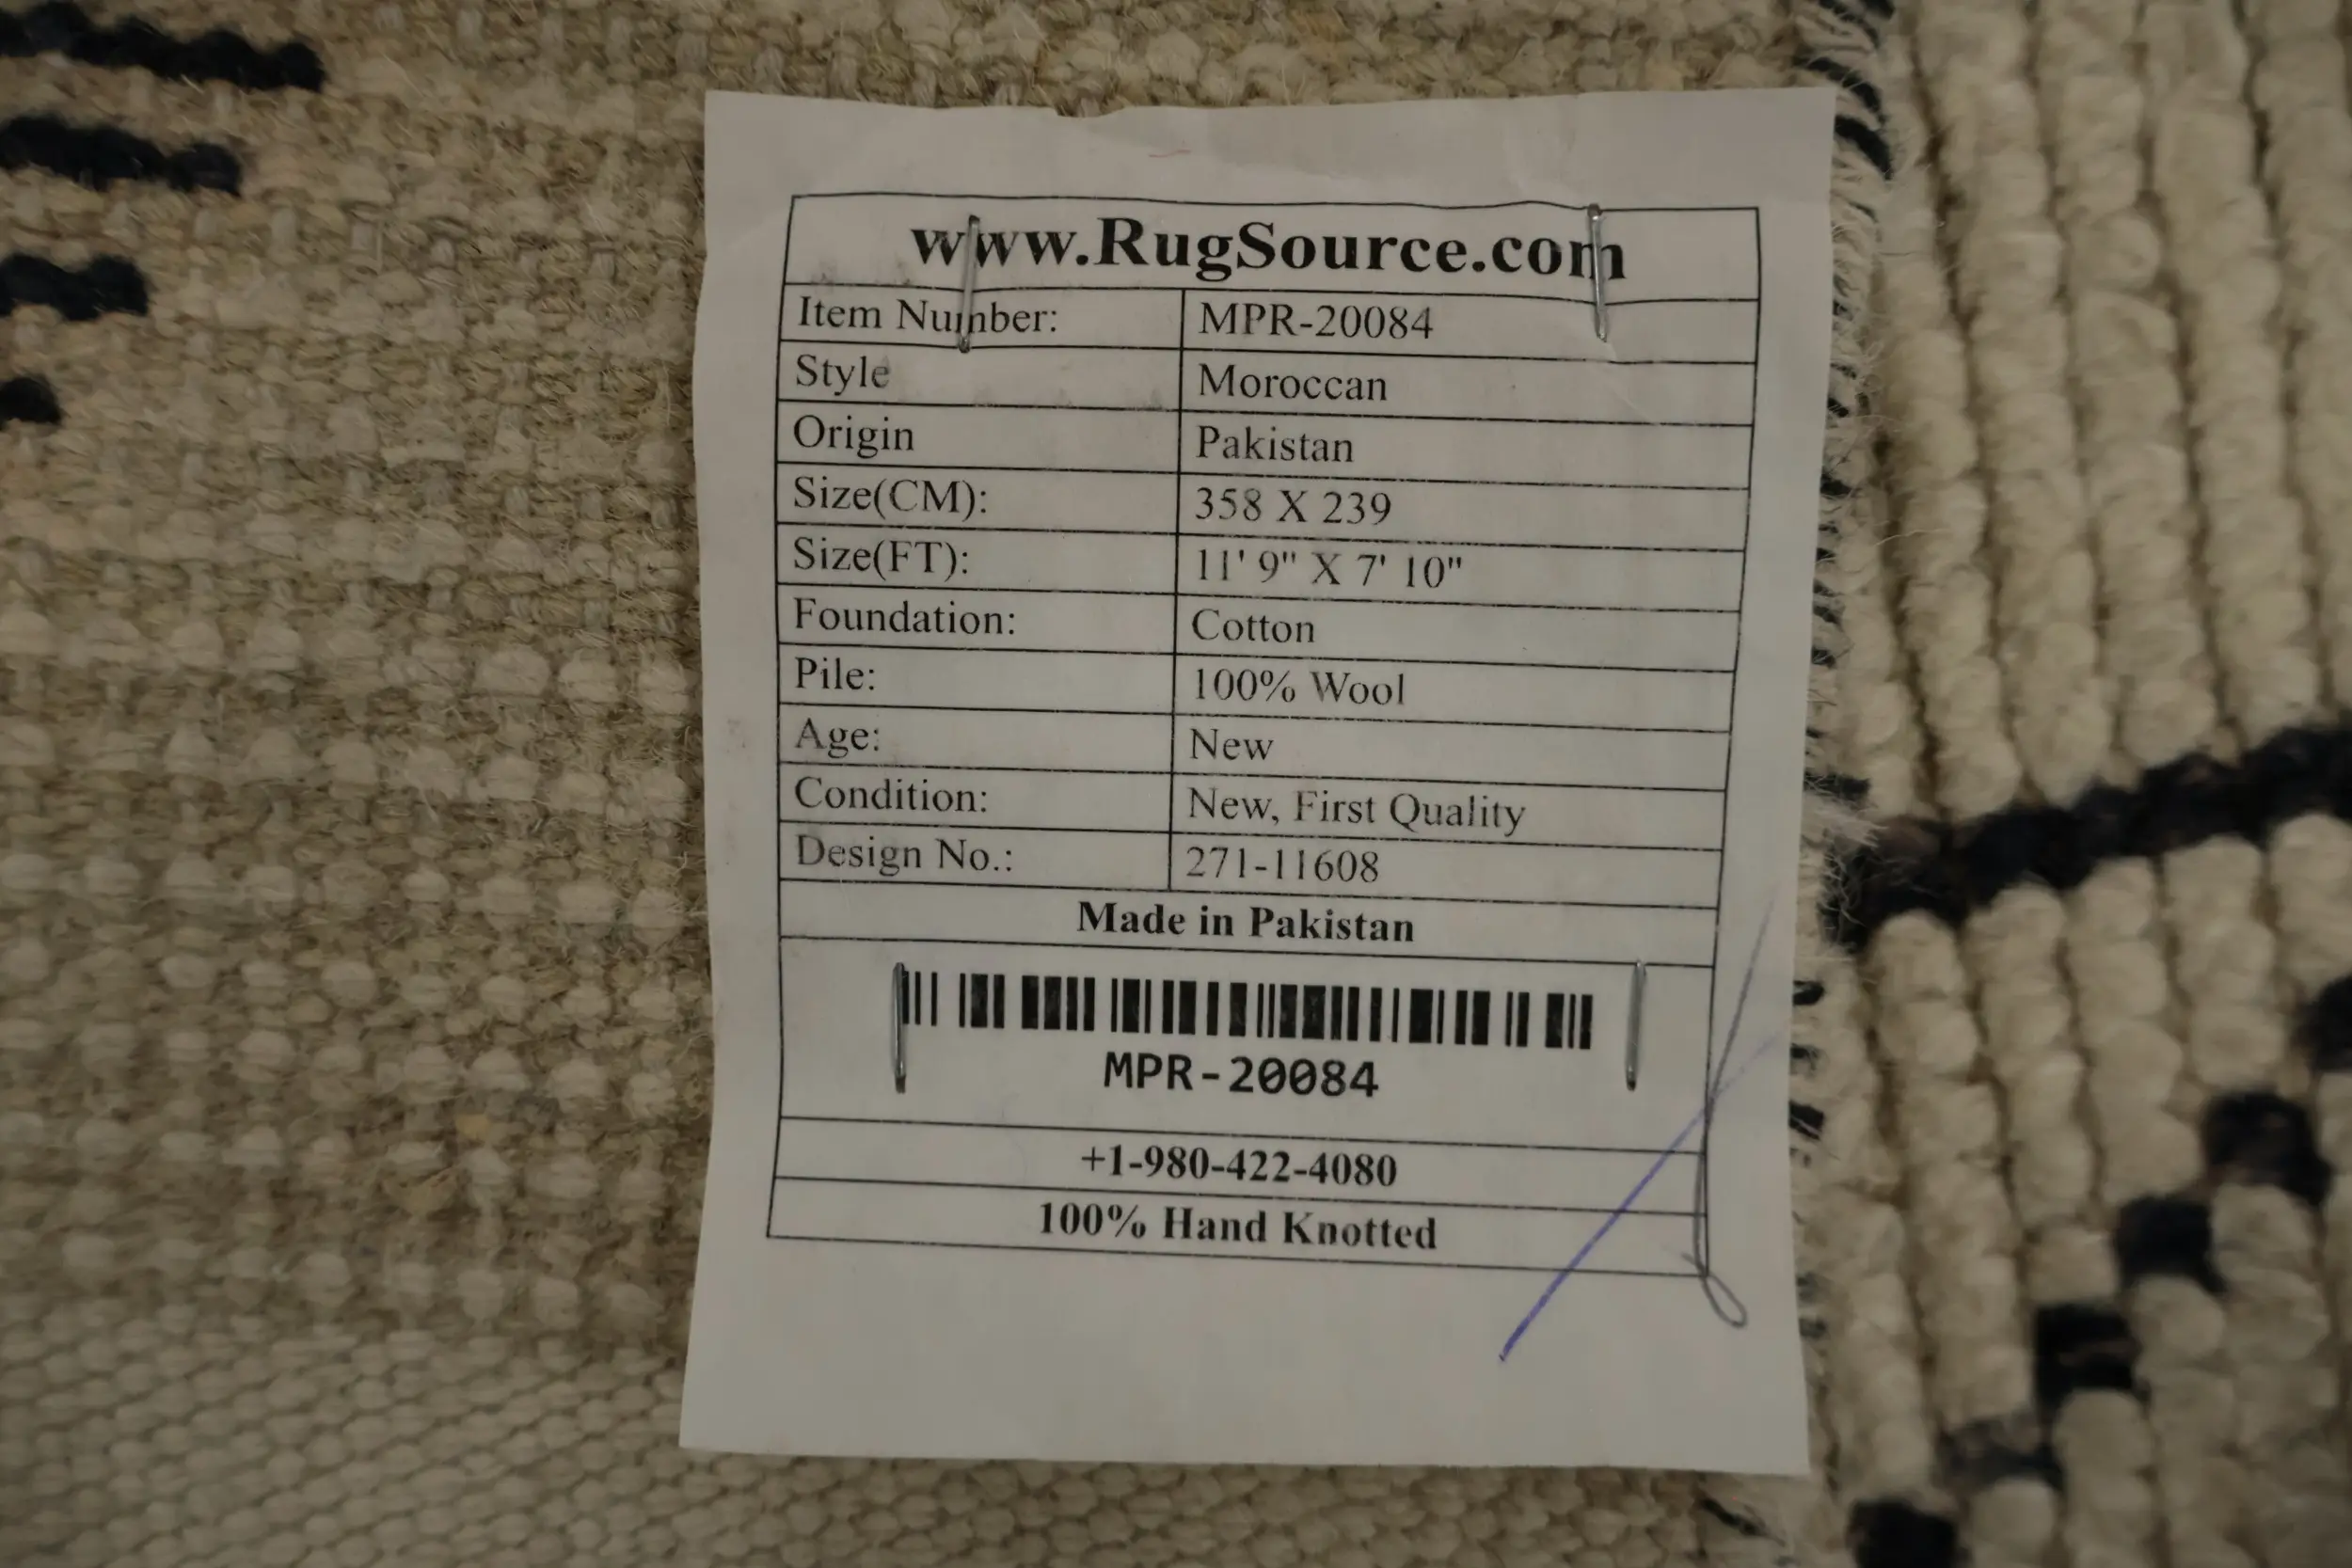 www.RugSource.com
Item Number: MPR-20084
Style Moroccan
Origin Pakistan
Size(CM): 358 X 239
Size(FT): 11' 9" X 7' 10"
Foundation: Cotton
Pile: 100% Wool
Age: New
Condition: New, First Quality
Design No.: 271-11608
Made in Pakistan
MPR-20084
+1-980-422-4080
100% Hand Knotted